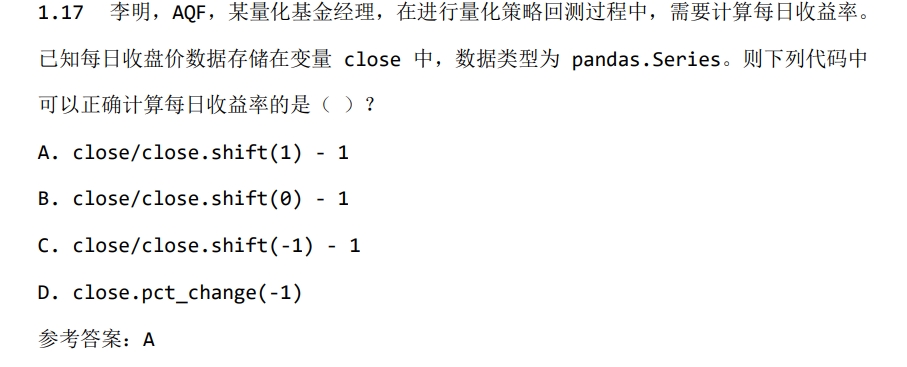 1.17 李明，AQF，某量化基金经理，在进行量化策略回测过程中，需要计算每日收益率。
已知每日收盘价数据存储在变量 close 中，数据类型为 pandas.Series。则下列代码中
可以正确计算每日收益率的是（ ）？
A. close/close.shift(1) - 1
B. close/close.shift(0) - 1
C. close/close.shift(-1) - 1
D. close.pct_change(-1)
参考答案：A